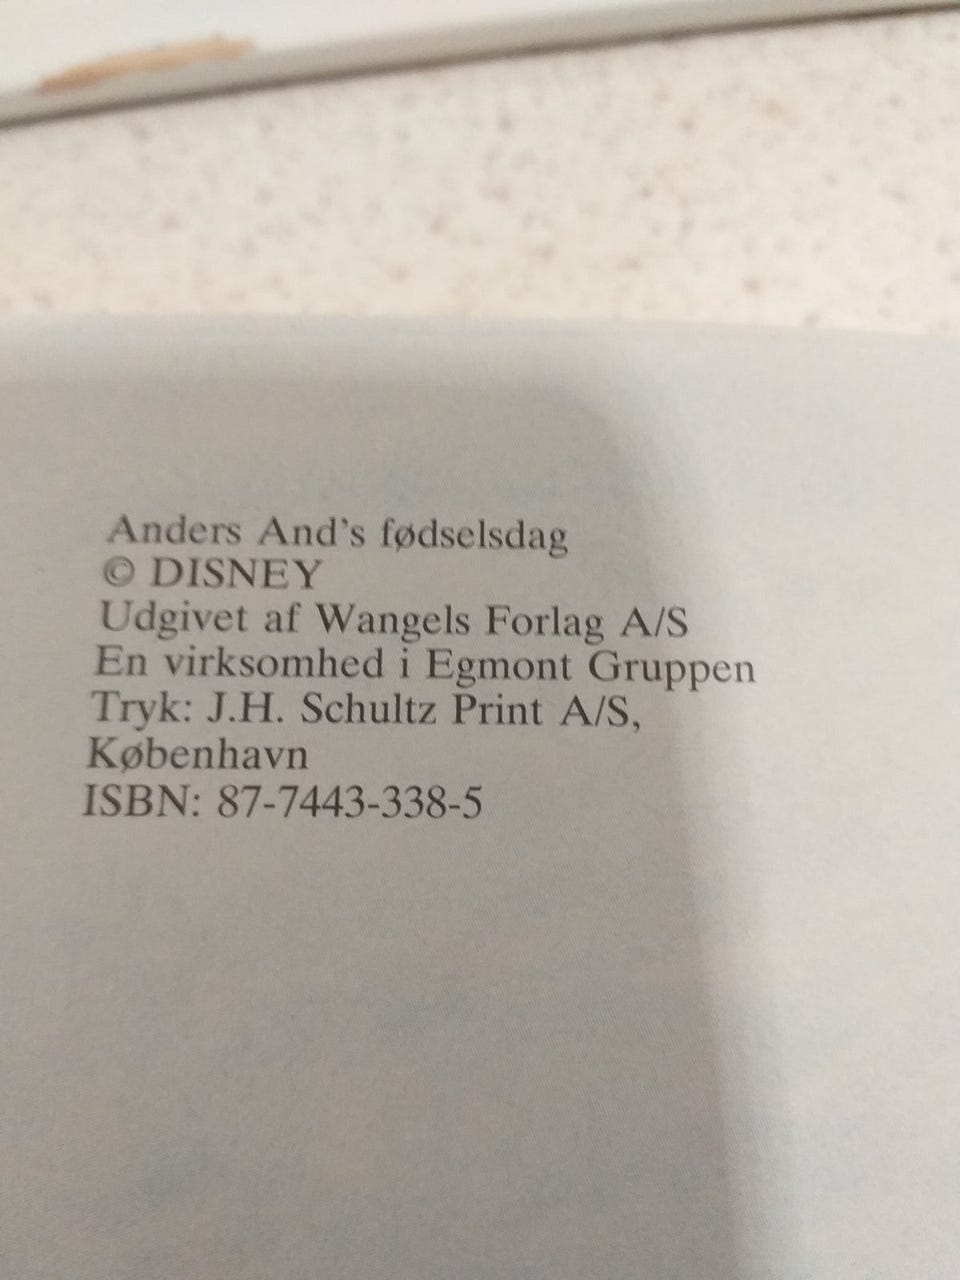 Anders And's fødselsdag
© DISNEY
Udgivet af Wangels Forlag A/S
En virksomhed i Egmont Gruppen
Tryk: J.H. Schultz Print A/S,
København
ISBN: 87-7443-338-5